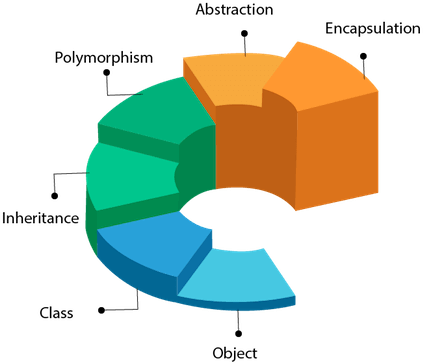 Abstraction
Encapsulation
Polymorphism
Inheritance
Class
Object